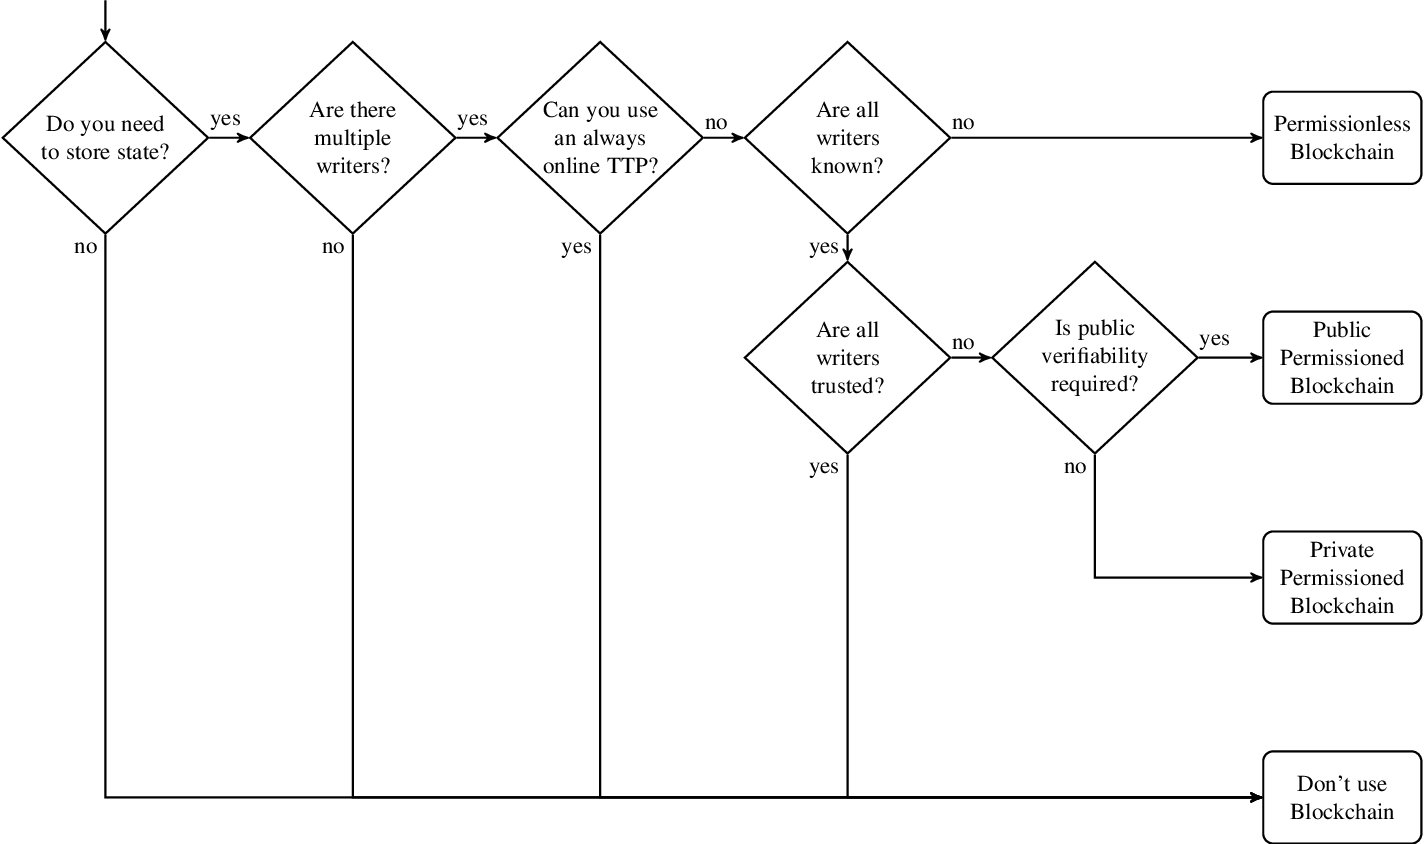 Do you need
to store state?
yes
no
Are there
multiple
writers?
yes
no
Can you use
an always
online TTP?
no
yes
Are all
writers
known?
no
yes
Permissionless
Blockchain
Are all
writers
trusted?
no
yes
Is public
verifiability
required?
yes
no
Public
Permissioned
Blockchain
Private
Permissioned
Blockchain
Don’t use
Blockchain